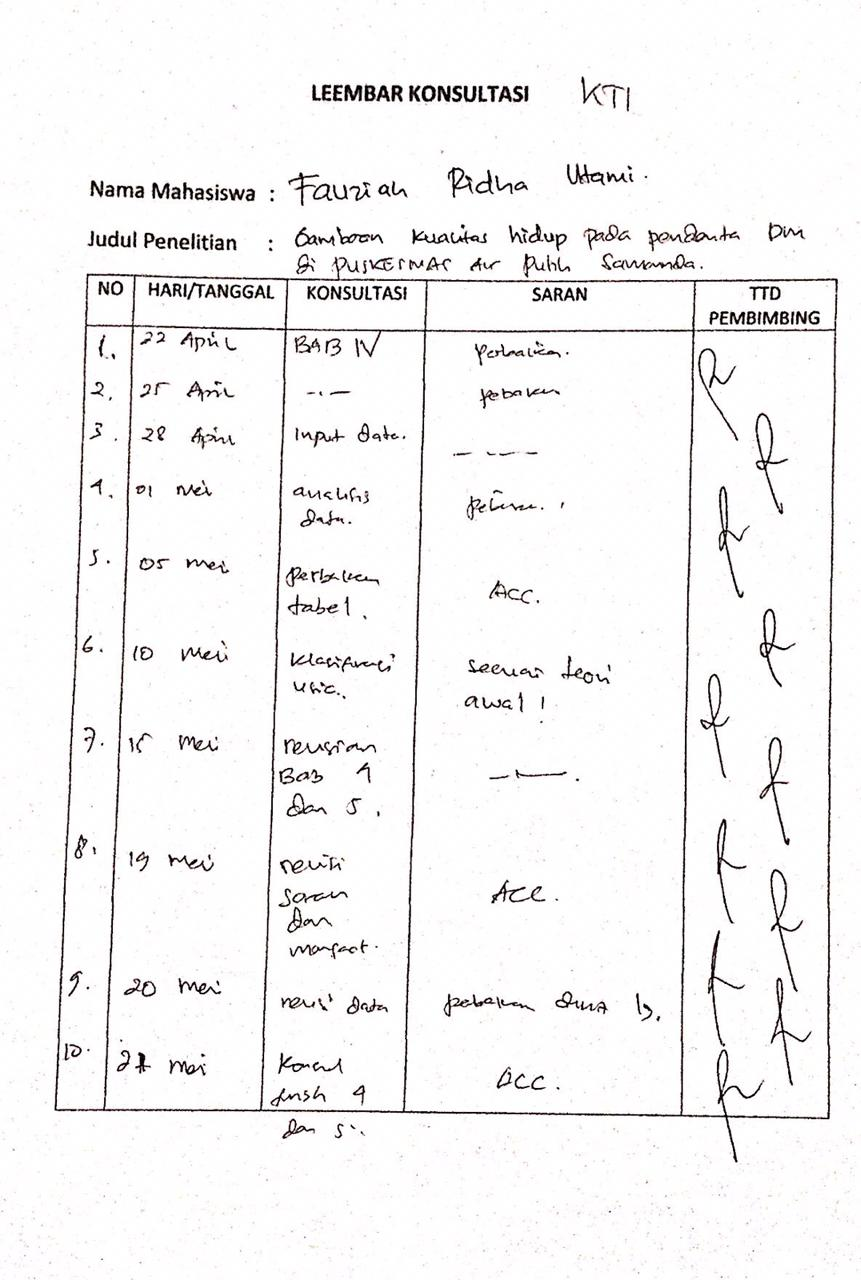 LEEMBAR KONSULTASI KTI
Nama Mahasiswa : Fauziah Ridha Utami.
Judul Penelitian : Gambaran Kualitas hidup pada penderita DM
di PUSKESMAS Air Putih Samarinda.
NO HARI/TANGGAL KONSULTASI SARAN TTD
PEMBIMBING
1. 22 April BAB IV perbaikan.
2. 25 April -"- perbaikan
3. 28 April Input data. - - -
4. 01 Mei analisis
data.
5. 05 mei perbaikan
tabel. ACC.
6. 10 Mei klasifikasi sesuai teori
usia.. awal !
7. 15 Mei revisian
Bab 4
dan 5. -"-.
8. 19 Mei revisi
saran ACC.
dan
manfaat.
9. 20 mei revisi data perbaikan
10. 21 mei Konsul ACC.
4
dan 5.